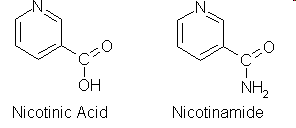 N N
C O C O
OH NH2
Nicotinic Acid Nicotinamide